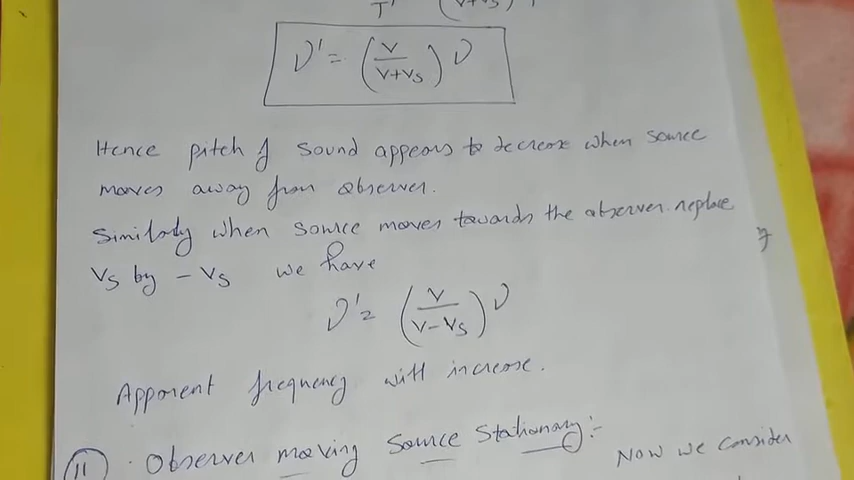 T' (v+vs)
ν' = (v/v+vs) ν
Hence pitch of sound appears to decrease when source
moves away from observer.
Similarly when source moves towards the observer replace
vs by - vs we have
ν' = (v/v-vs) ν
Apparent frequency will increase.
(II) . Observer moving Source Stationary:-
Now we consider